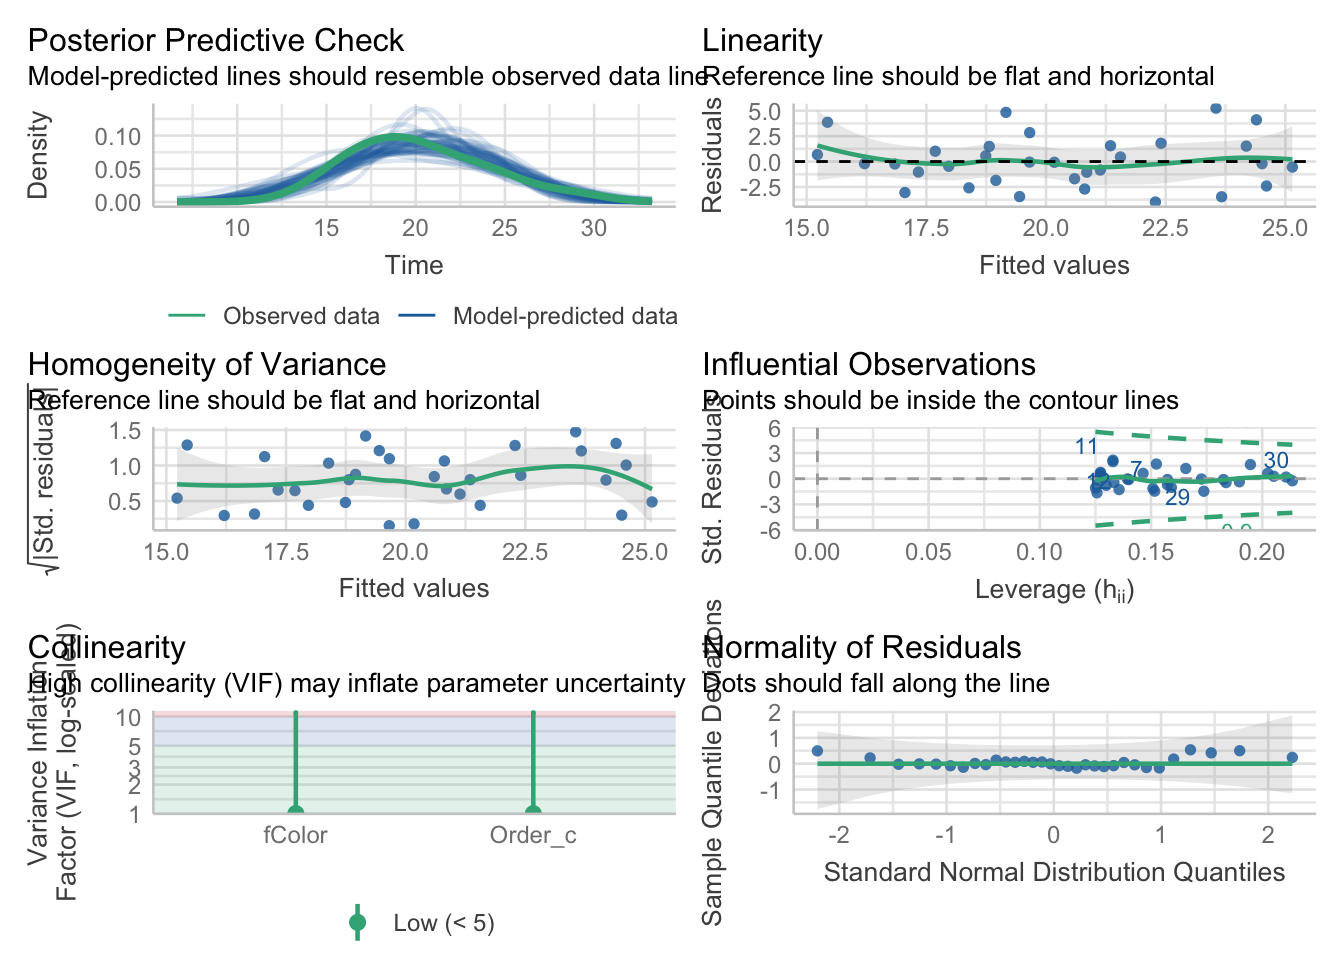 Posterior Predictive Check
Model-predicted lines should resemble observed data line
Density
0.10
0.05
0.00
10 15 20 25 30
Time
Observed data Model-predicted data
Linearity
Reference line should be flat and horizontal
Residuals
5.0
2.5
0.0
-2.5
15.0 17.5 20.0 22.5 25.0
Fitted values
Homogeneity of Variance
Reference line should be flat and horizontal
√|Std. residuals|
1.5
1.0
0.5
15.0 17.5 20.0 22.5 25.0
Fitted values
Influential Observations
Points should be inside the contour lines
Std. Residuals
6
3
0
-3
-6
11
7
30
29
0.00 0.05 0.10 0.15 0.20
Leverage (hii)
Collinearity
High collinearity (VIF) may inflate parameter uncertainty
Variance Inflation
Factor (VIF, log-scaled)
10
5
3
2
1
fColor Order_c
Low (< 5)
Normality of Residuals
Dots should fall along the line
Sample Quantile Deviations
2
1
0
-1
-2 -1 0 1 2
Standard Normal Distribution Quantiles